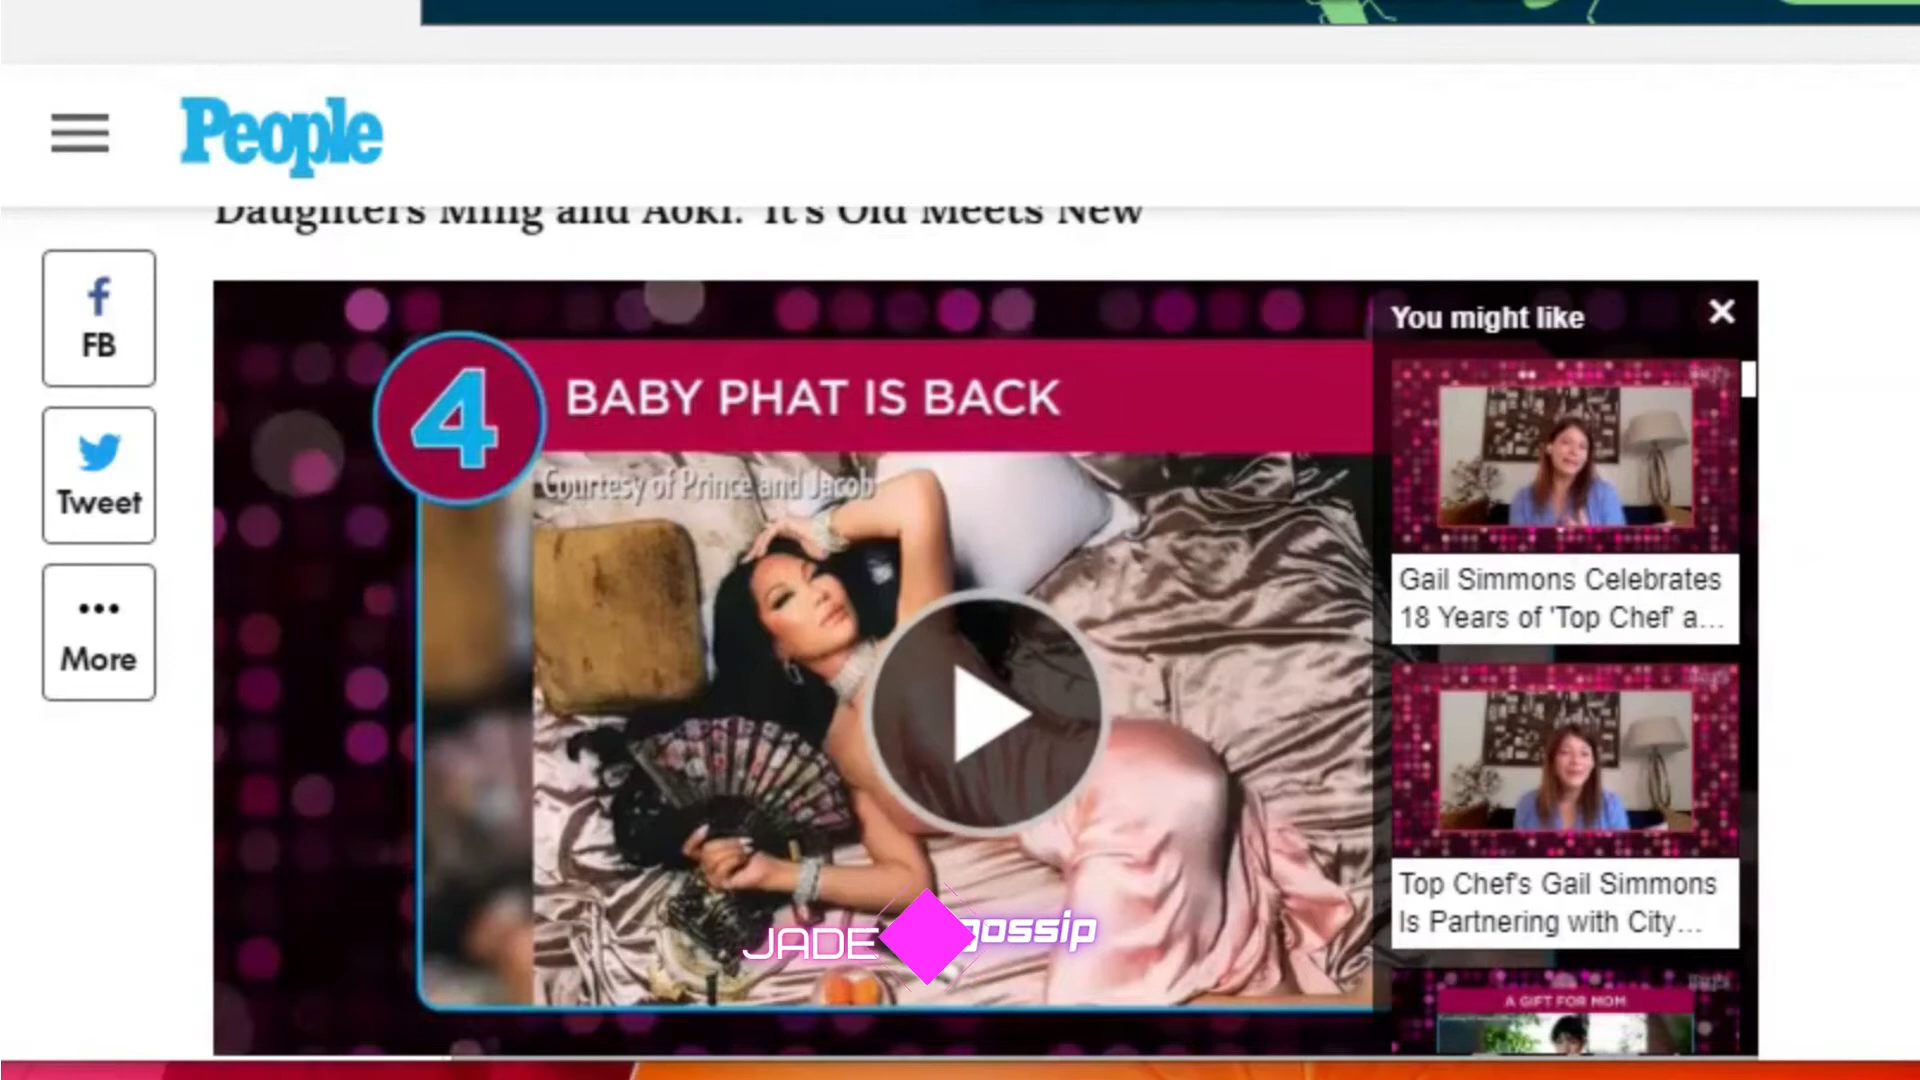 People
Daughters Ming and Aoki: 'It's Old Meets New
FB
Tweet
More
4
BABY PHAT IS BACK
Courtesy of Prince and Jacob
You might like
Gail Simmons Celebrates
18 Years of 'Top Chef' a...
Top Chef's Gail Simmons
Is Partnering with City...
A GIFT FOR MOM
JADE gossip